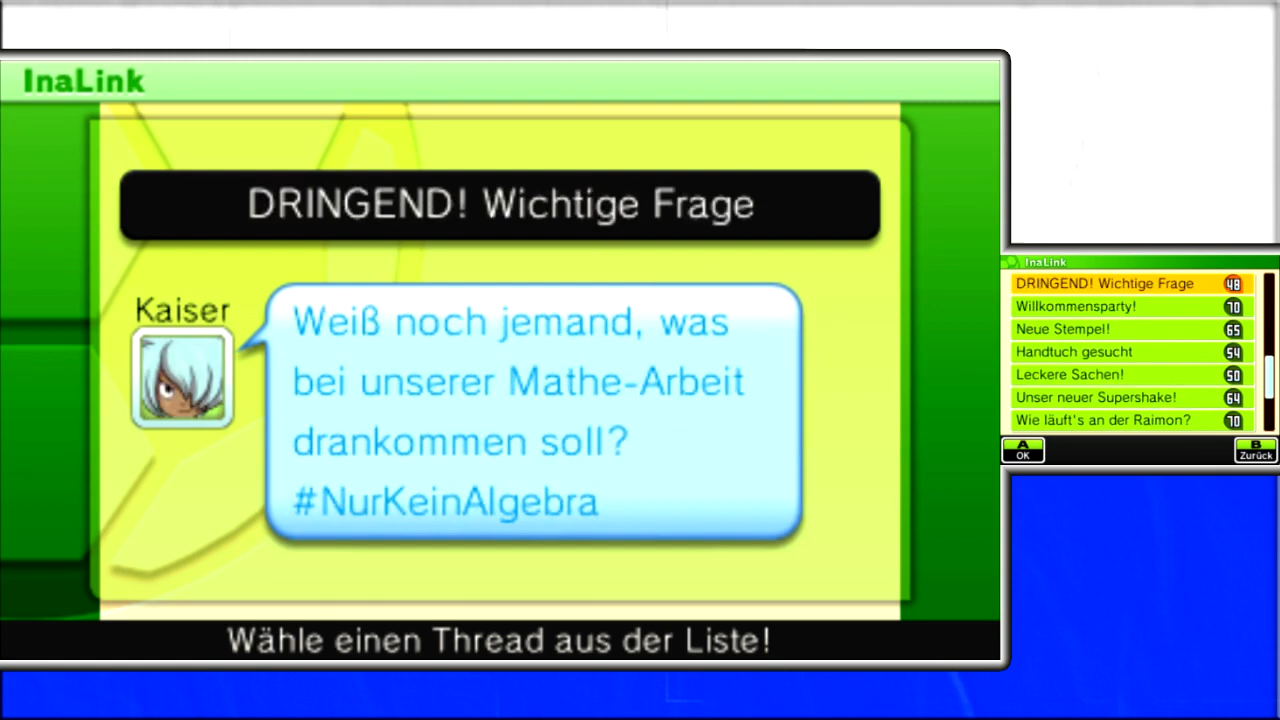 InaLink
DRINGEND! Wichtige Frage
Kaiser
Weiß noch jemand, was
bei unserer Mathe-Arbeit
drankommen soll?
#NurKeinAlgebra
Wähle einen Thread aus der Liste!
InaLink
DRINGEND! Wichtige Frage 48
Willkommensparty! 70
Neue Stempel! 65
Handtuch gesucht 54
Leckere Sachen! 50
Unser neuer Supershake! 64
Wie läuft's an der Raimon? 70
A OK
B Zurück